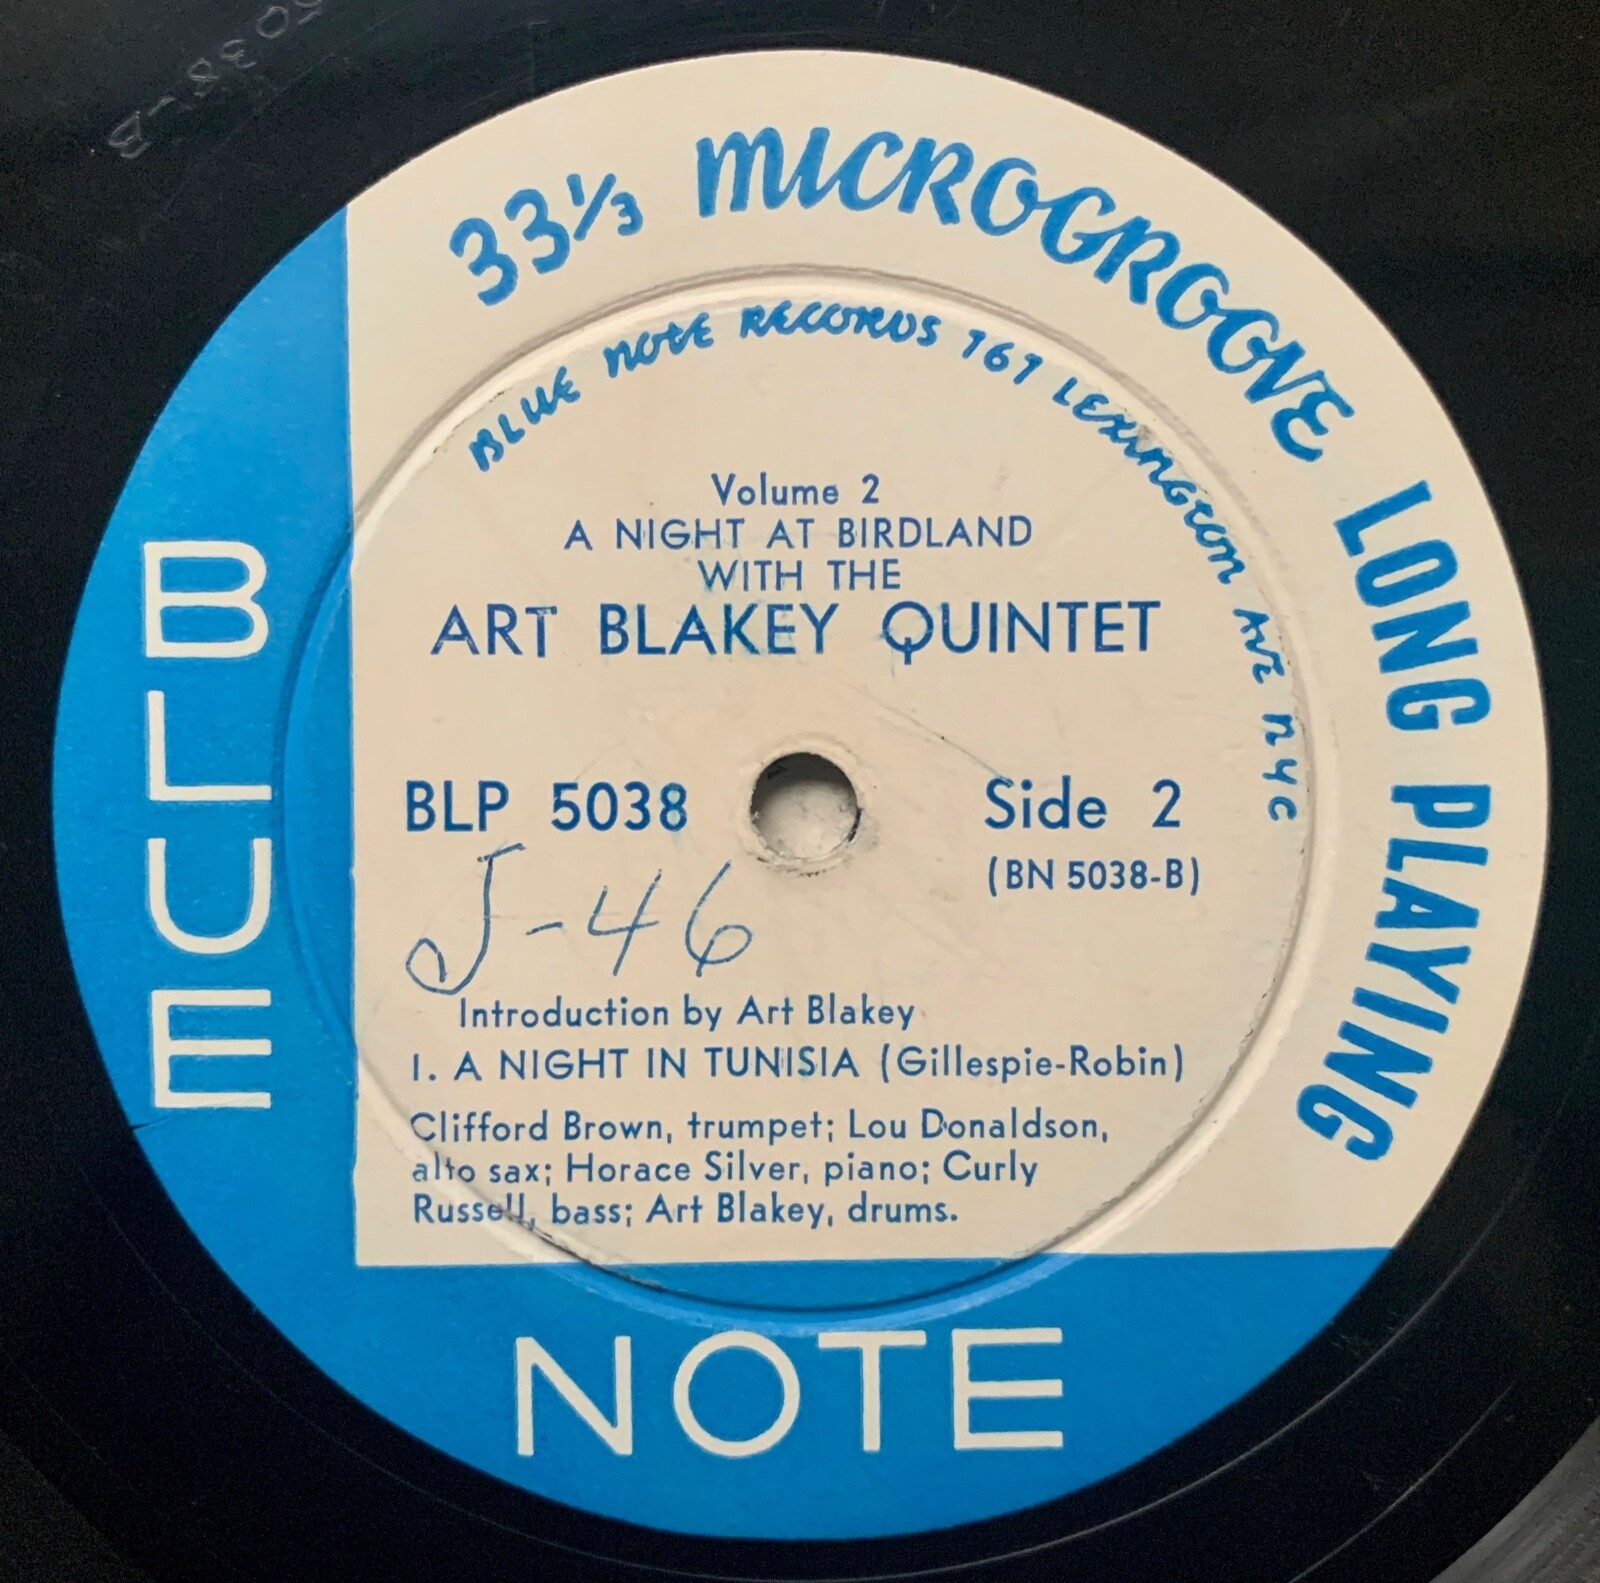 5038-B
33⅓ MICROGROOVE LONG PLAYING
BLUE NOTE RECORDS 767 LEXINGTON AVE NYC
Volume 2
A NIGHT AT BIRDLAND
WITH THE
ART BLAKEY QUINTET
BLP 5038
Side 2
(BN 5038-B)
J-46
Introduction by Art Blakey
1. A NIGHT IN TUNISIA (Gillespie-Robin)
Clifford Brown, trumpet; Lou Donaldson,
alto sax; Horace Silver, piano; Curly
Russell, bass; Art Blakey, drums.
BLUE
NOTE